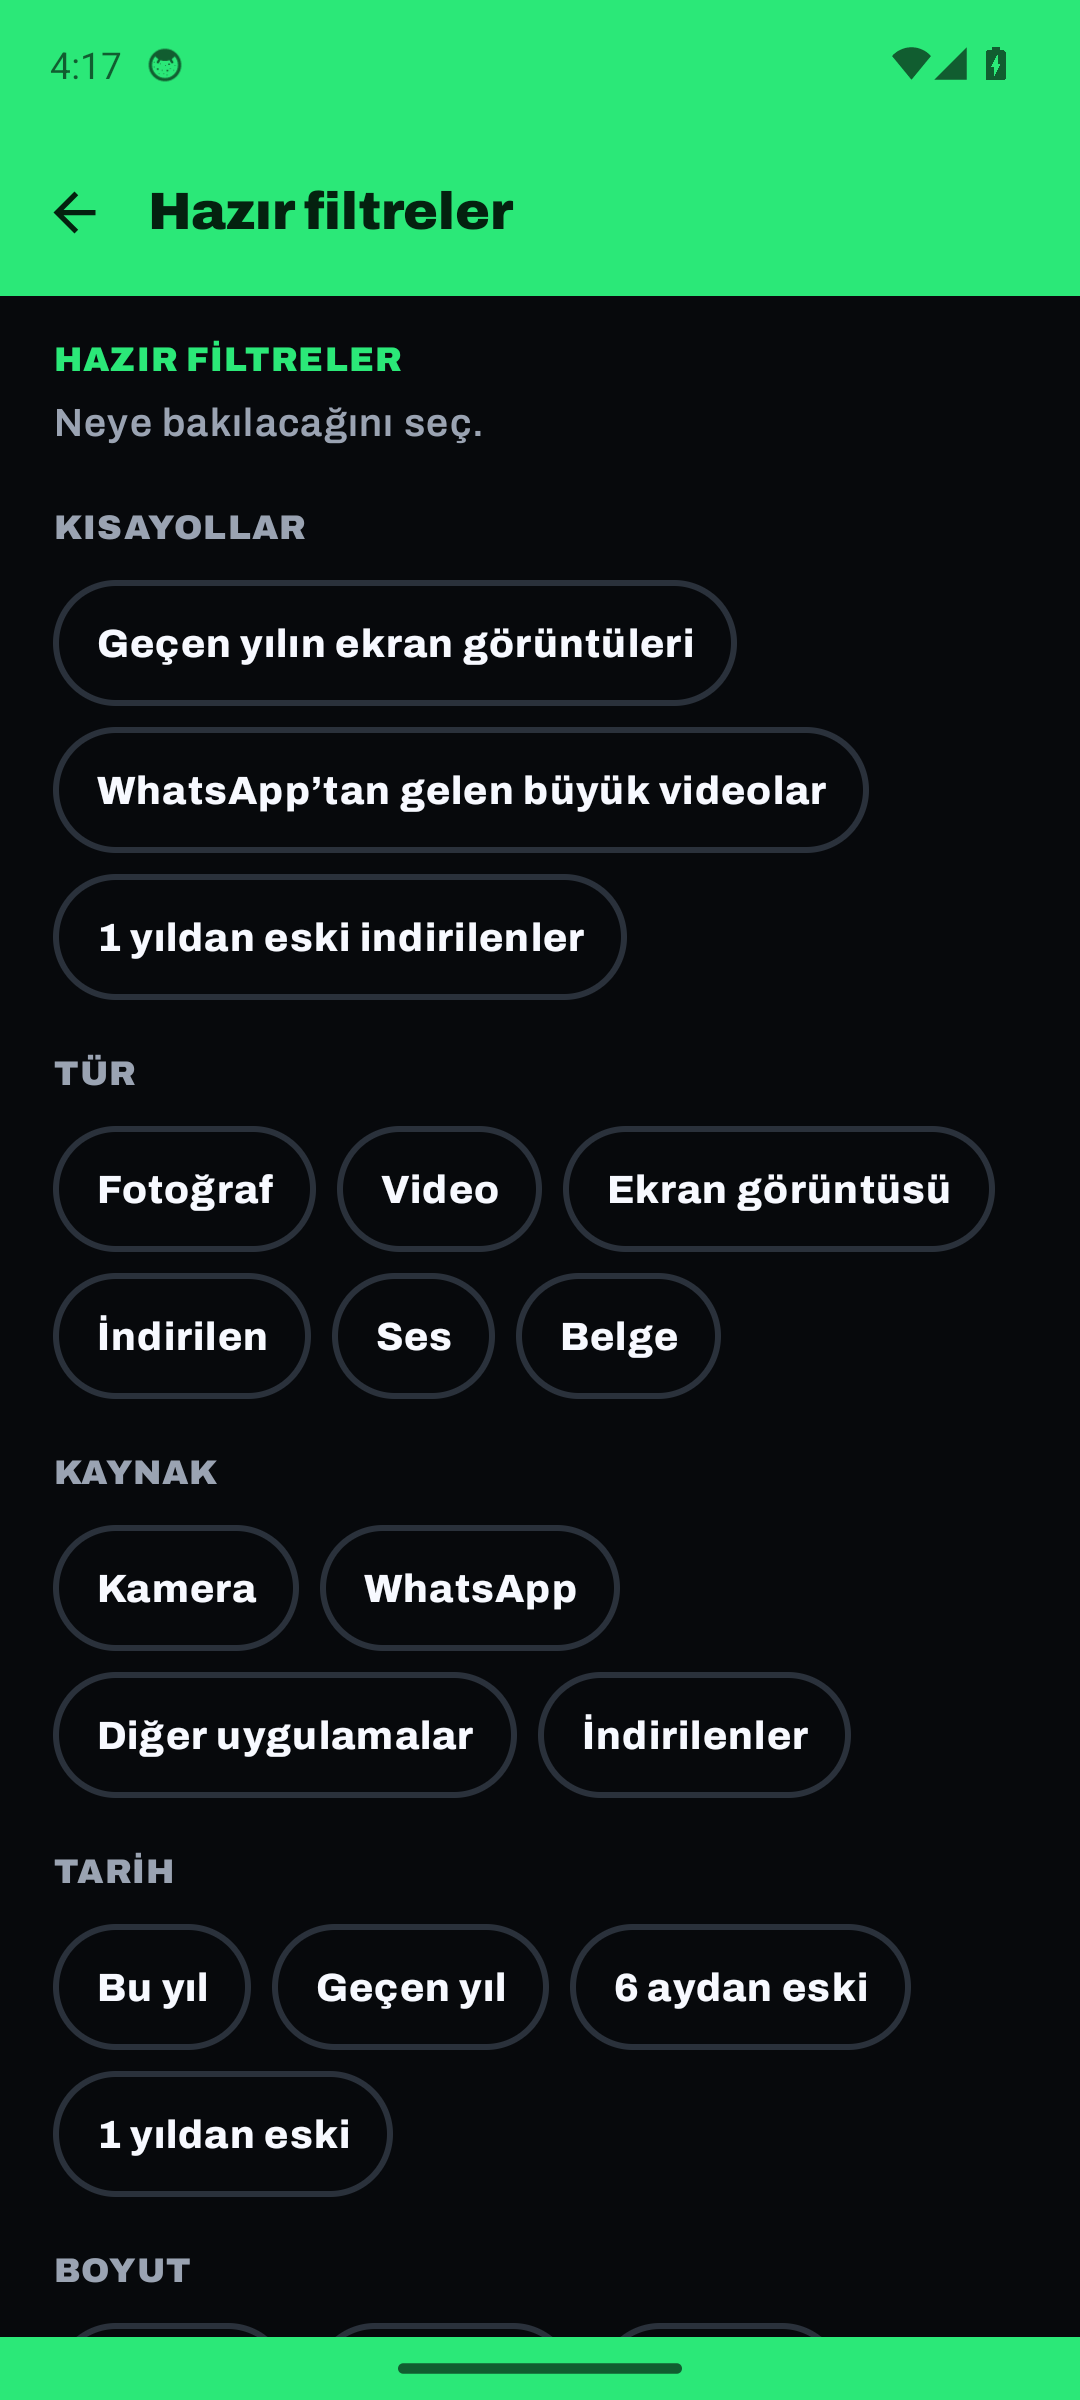 4:17
Hazır filtreler
HAZIR FİLTRELER
Neye bakılacağını seç.
KISAYOLLAR
Geçen yılın ekran görüntüleri
WhatsApp’tan gelen büyük videolar
1 yıldan eski indirilenler
TÜR
Fotoğraf Video Ekran görüntüsü
İndirilen Ses Belge
KAYNAK
Kamera WhatsApp
Diğer uygulamalar İndirilenler
TARİH
Bu yıl Geçen yıl 6 aydan eski
1 yıldan eski
BOYUT